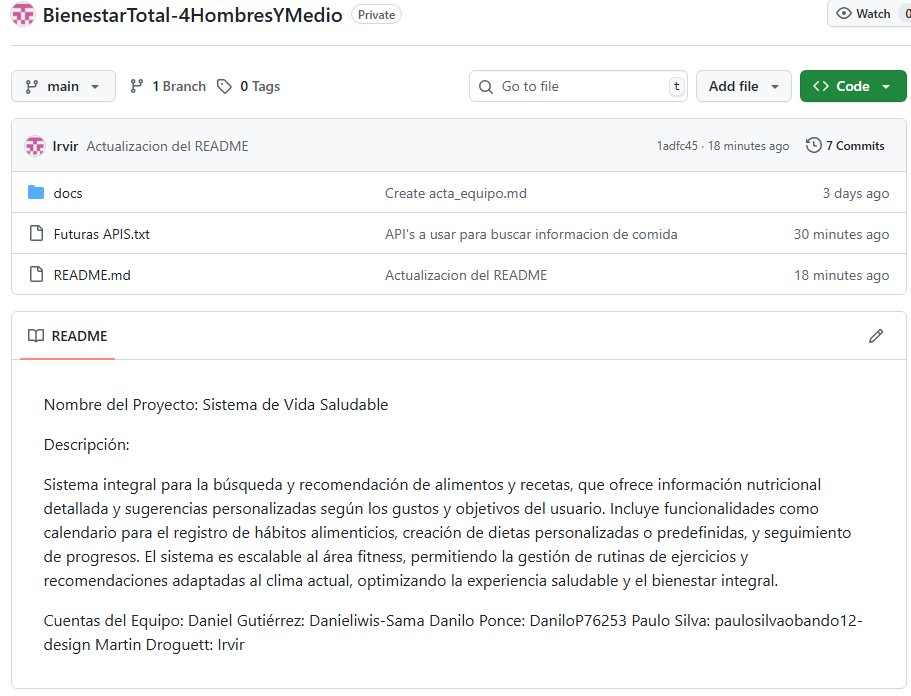 BienestarTotal-4HombresYMedio Private Watch 0
main 1 Branch 0 Tags Go to file t Add file Code
Irvir Actualizacion del README 1adfc45 · 18 minutes ago 7 Commits
docs Create acta_equipo.md 3 days ago
Futuras APIS.txt API's a usar para buscar informacion de comida 30 minutes ago
README.md Actualizacion del README 18 minutes ago
README
Nombre del Proyecto: Sistema de Vida Saludable
Descripción:
Sistema integral para la búsqueda y recomendación de alimentos y recetas, que ofrece información nutricional
detallada y sugerencias personalizadas según los gustos y objetivos del usuario. Incluye funcionalidades como
calendario para el registro de hábitos alimenticios, creación de dietas personalizadas o predefinidas, y seguimiento
de progresos. El sistema es escalable al área fitness, permitiendo la gestión de rutinas de ejercicios y
recomendaciones adaptadas al clima actual, optimizando la experiencia saludable y el bienestar integral.
Cuentas del Equipo: Daniel Gutiérrez: Danieliwis-Sama Danilo Ponce: DaniloP76253 Paulo Silva: paulosilvaobando12-
design Martin Droguett: Irvir